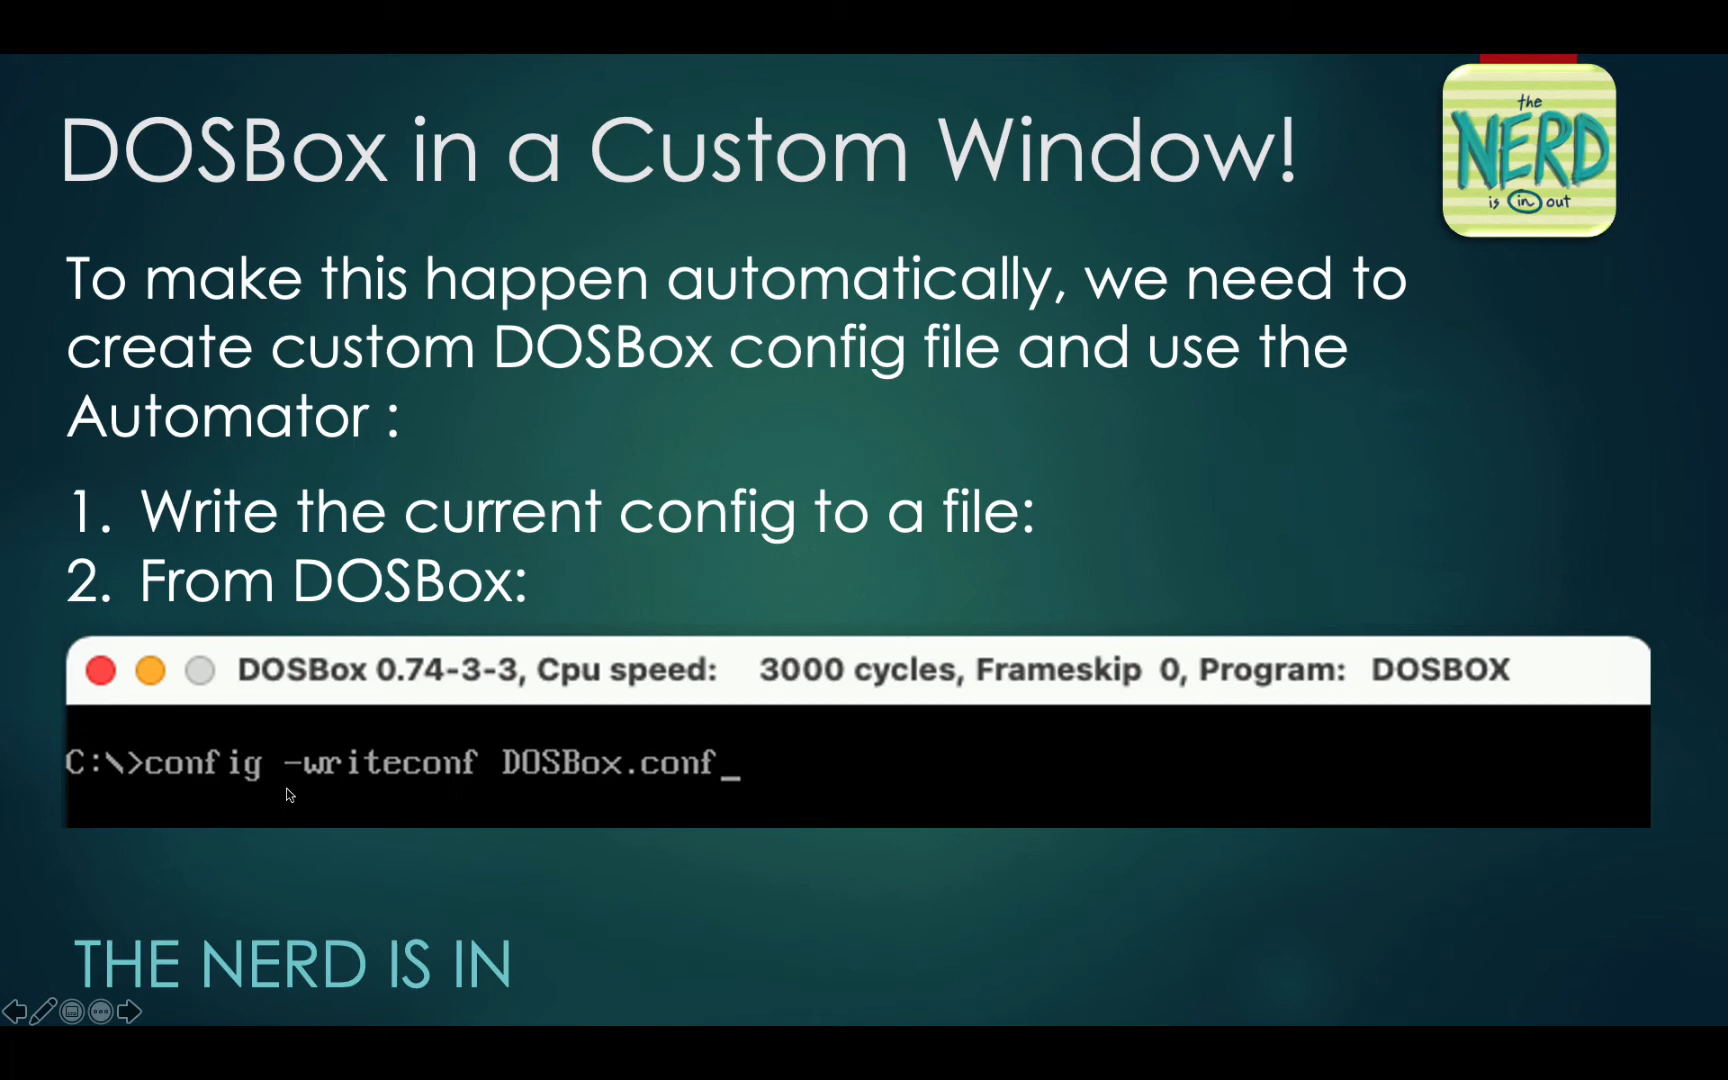 DOSBox in a Custom Window!
the
NERD
is in out
To make this happen automatically, we need to
create custom DOSBox config file and use the
Automator :
1. Write the current config to a file:
2. From DOSBox:
DOSBox 0.74-3-3, Cpu speed: 3000 cycles, Frameskip 0, Program: DOSBOX
C:\>config -writeconf DOSBox.conf_
THE NERD IS IN